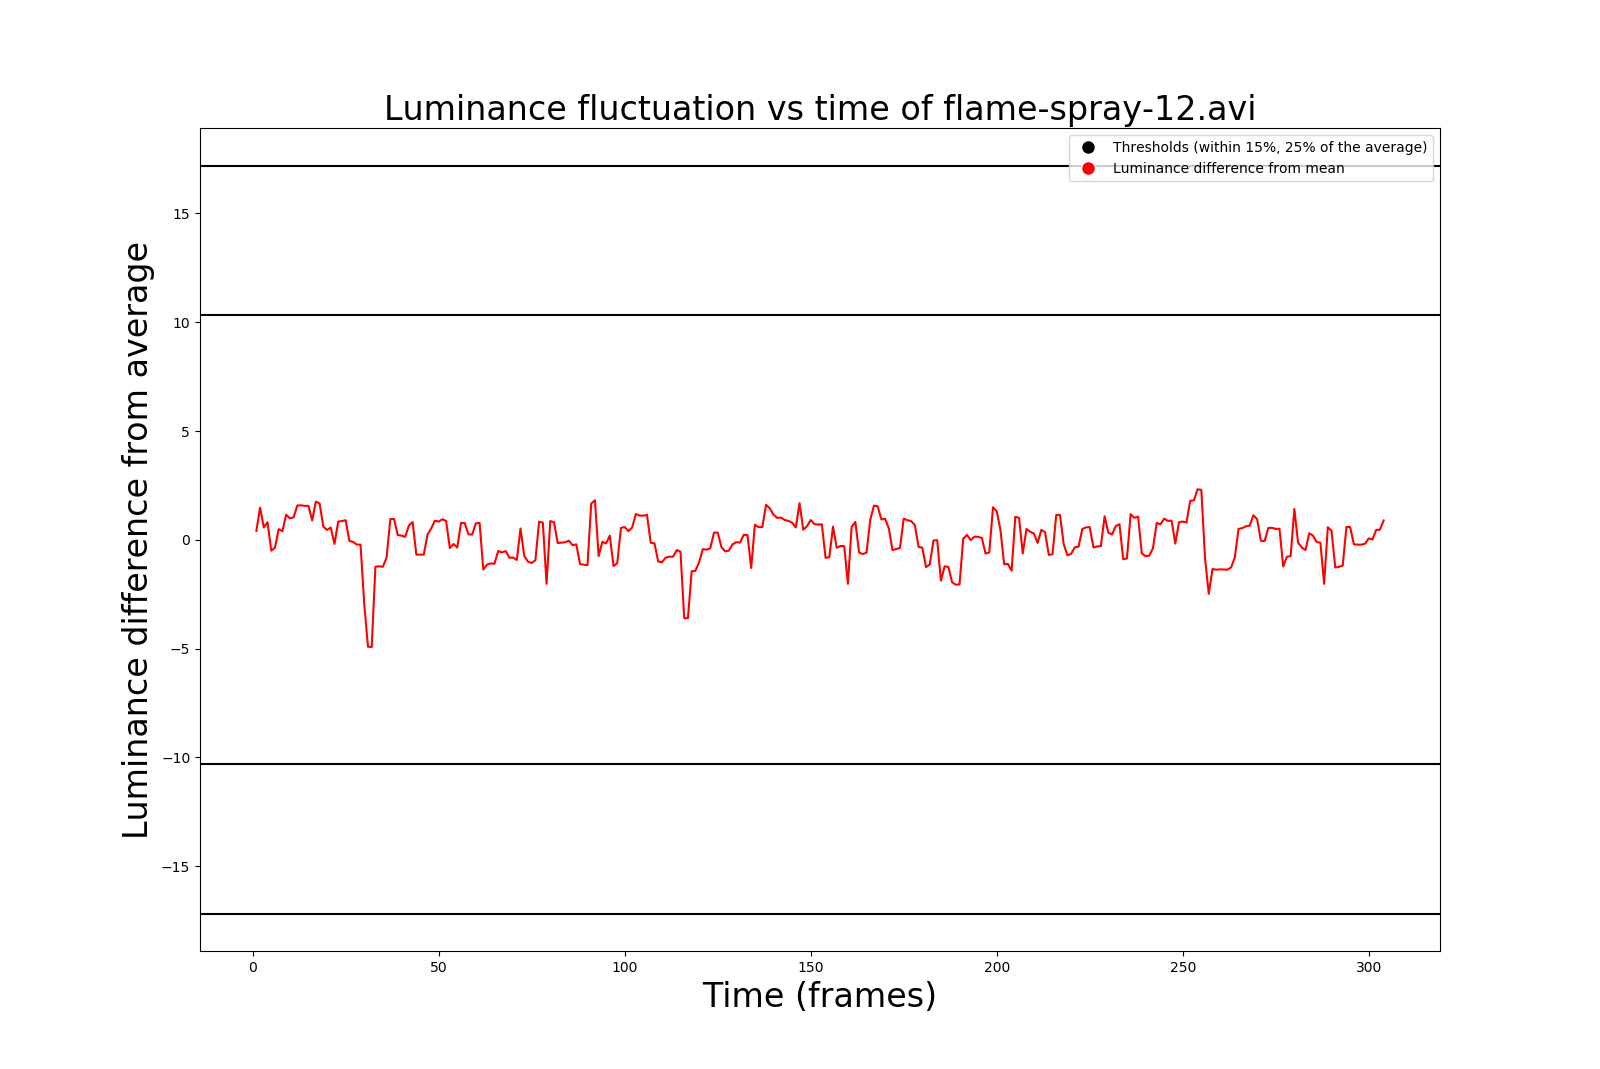 Luminance fluctuation vs time of flame-spray-12.avi
Thresholds (within 15%, 25% of the average)
Luminance difference from mean
Luminance difference from average
15
10
5
0
−5
−10
−15
0 50 100 150 200 250 300
Time (frames)